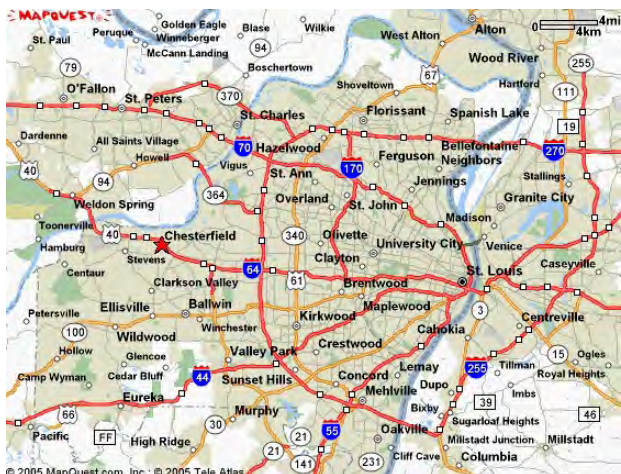 MAPQUEST
Golden Eagle
Peruque
Winneberger
McCann Landing
St. Paul
Blase
Wilkie
94
Boschertown
Alton
West Alton
Wood River
Hartford
0 4mi
4km
255
79
O'Fallon
St. Peters
370
St. Charles
Shoveltown
67
Florissant
Spanish Lake
111
19
Dardenne
All Saints Village
Howell
40
94
70
Hazelwood
Vigus
St. Ann
170
Ferguson
Bellefontaine
Neighbors
270
Stallings
Jennings
Granite City
364
Overland
St. John
Madison
Weldon Spring
Toonerville
Hamburg
40
Chesterfield
Stevens
340
Olivette
University City
Venice
Clayton
St. Louis
Caseyville
Centaur
Clarkson Valley
64
61
Brentwood
Maplewood
3
Ellisville
Ballwin
Petersville
100
Wildwood
Winchester
Kirkwood
Cahokia
Centreville
Hollow
Glencoe
Valley Park
Crestwood
15
Ogles
Camp Wyman
Cedar Bluff
44
Sunset Hills
Concord
Lemay
255
Tillman
Royal Heights
Mehlville
Dupo
Imbs
Eureka
66
Murphy
Bixby
39
46
30
Sugarloaf Heights
Pacific
FF
High Ridge
21
55
Oakville
Millstadt Junction
Millstadt
21
141
231
Cliff Cave
Columbia
© 2005 MapQuest.com, Inc.; © 2005 Tele Atlas